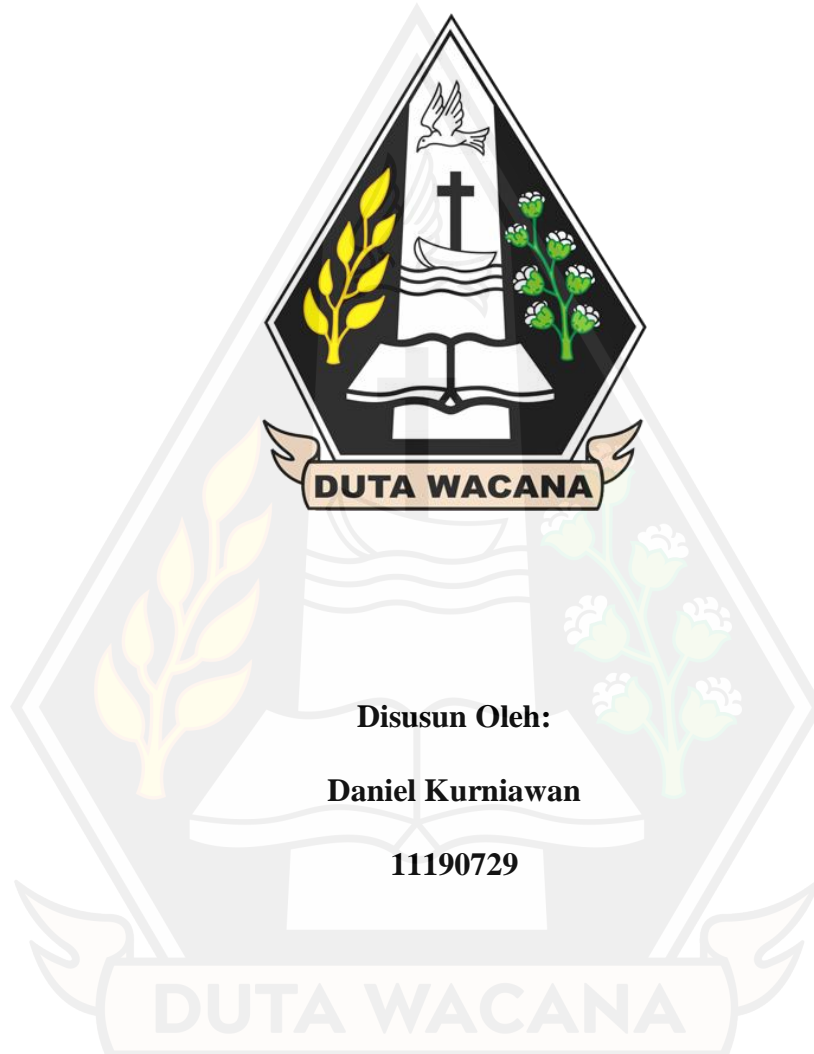 DUTA WACANA
Disusun Oleh:
Daniel Kurniawan
11190729
DUTA WACANA